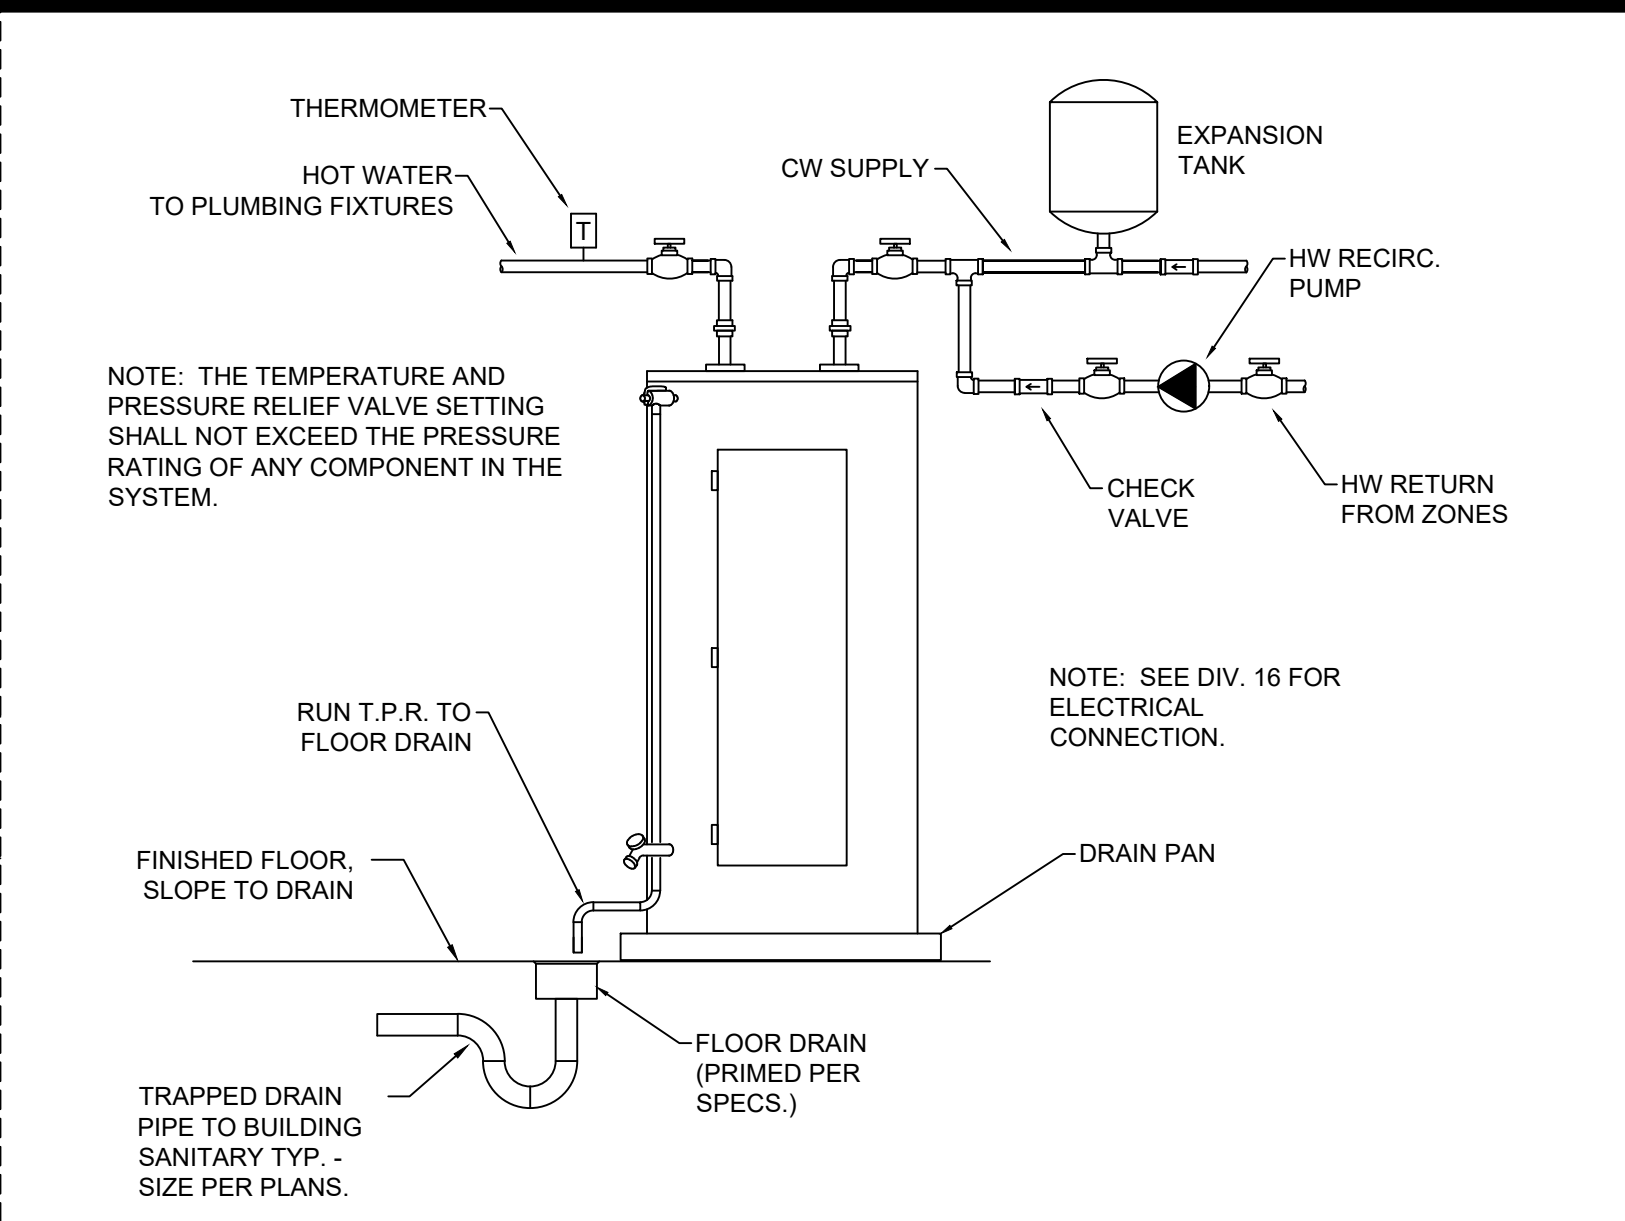 THERMOMETER
HOT WATER
TO PLUMBING FIXTURES
T
CW SUPPLY
EXPANSION
TANK
HW RECIRC.
PUMP
NOTE:  THE TEMPERATURE AND
PRESSURE RELIEF VALVE SETTING
SHALL NOT EXCEED THE PRESSURE
RATING OF ANY COMPONENT IN THE
SYSTEM.
CHECK
VALVE
HW RETURN
FROM ZONES
NOTE:  SEE DIV. 16 FOR
ELECTRICAL
CONNECTION.
RUN T.P.R. TO
FLOOR DRAIN
FINISHED FLOOR,
SLOPE TO DRAIN
DRAIN PAN
FLOOR DRAIN
(PRIMED PER
SPECS.)
TRAPPED DRAIN
PIPE TO BUILDING
SANITARY TYP. -
SIZE PER PLANS.